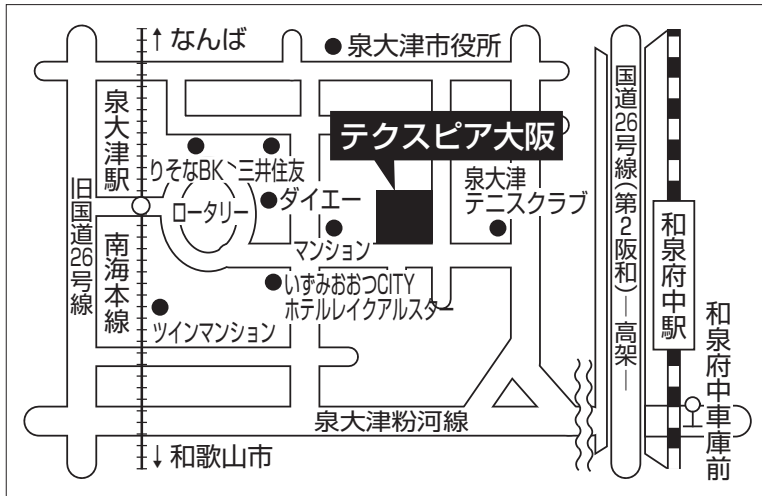 ↑なんば
泉大津市役所
泉大津駅
りそなBK
三井住友
テクスピア大阪
旧国道26号線
ロータリー
ダイエー
泉大津
テニスクラブ
マンション
南海本線
いずみおおつCITY
ホテルレイクアルスター
ツインマンション
国道26号線(第2阪和)―高架―
和泉府中駅
和泉府中車庫前
泉大津粉河線
↓和歌山市